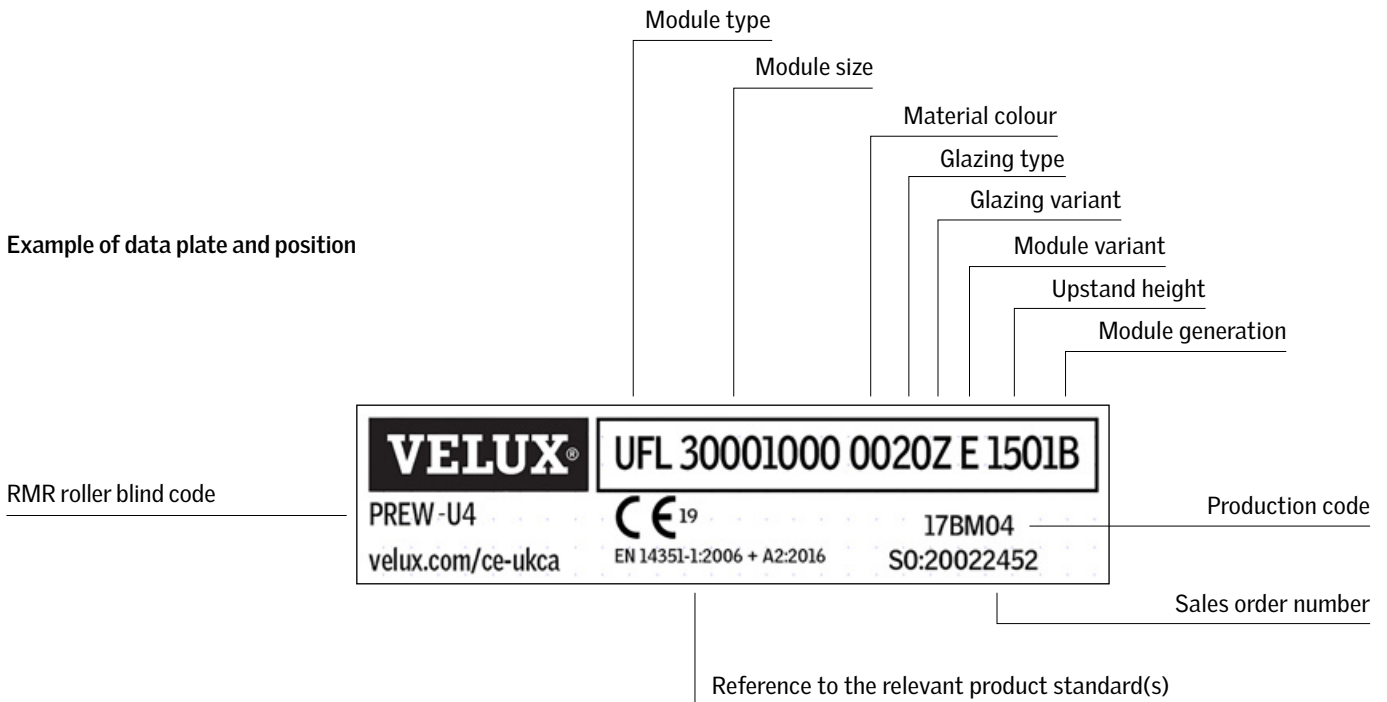 Module type
Module size
Material colour
Glazing type
Glazing variant
Example of data plate and position
Module variant
Upstand height
Module generation
VELUX® UFL 30001000 0020Z E 1501B
RMR roller blind code
PREW-U4 CE 19 17BM04
Production code
velux.com/ce-ukca EN 14351-1:2006 + A2:2016 SO:20022452
Sales order number
Reference to the relevant product standard(s)